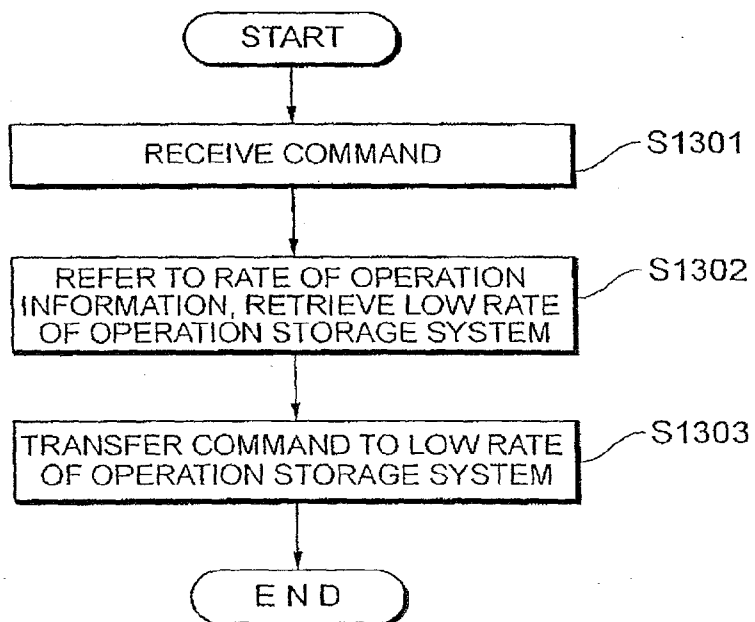 START
RECEIVE COMMAND
S1301
REFER TO RATE OF OPERATION
INFORMATION, RETRIEVE LOW RATE
OF OPERATION STORAGE SYSTEM
S1302
TRANSFER COMMAND TO LOW RATE
OF OPERATION STORAGE SYSTEM
S1303
END